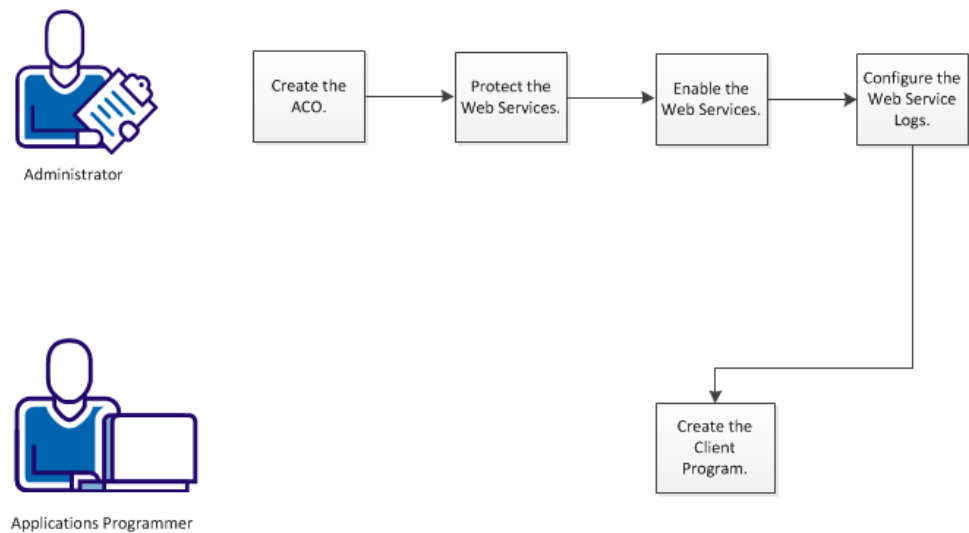 Create the
ACO.
Protect the
Web Services.
Enable the
Web Services.
Configure the
Web Service
Logs.
Administrator
Create the
Client
Program.
Applications Programmer